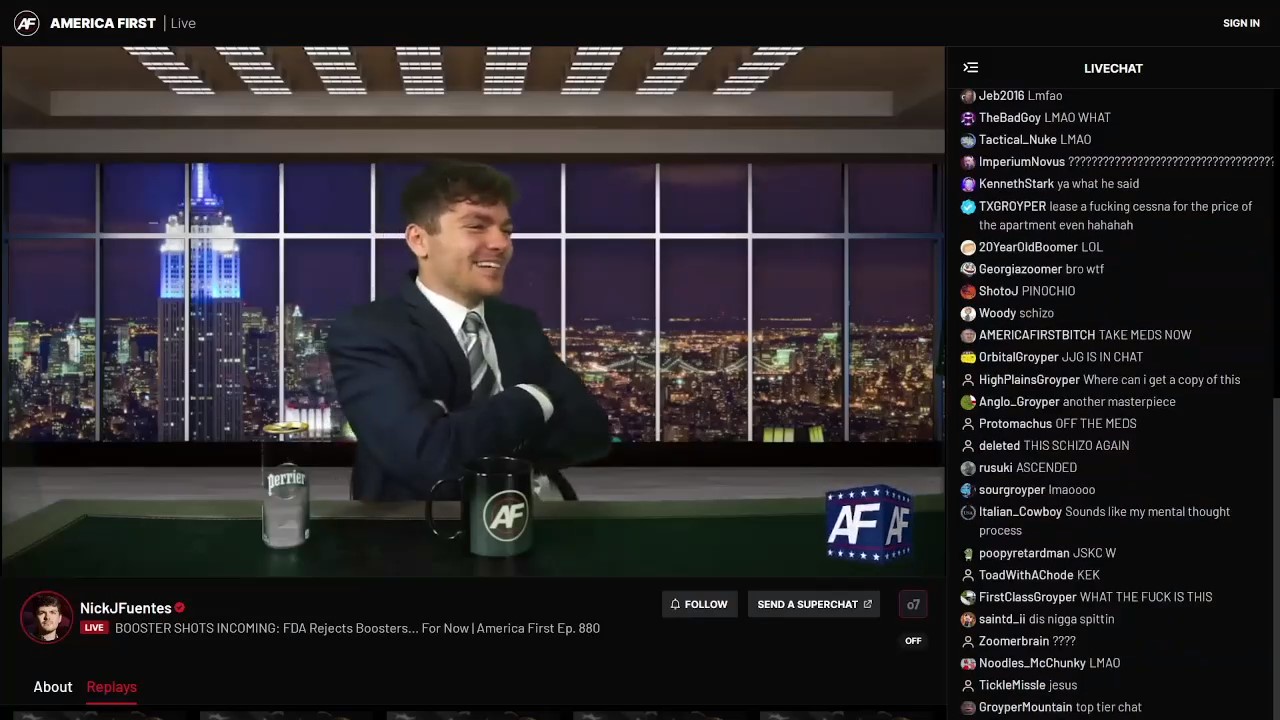 AF AMERICA FIRST | Live
SIGN IN
LIVECHAT
Jeb2016 Lmfao
TheBadGoy LMAO WHAT
Tactical_Nuke LMAO
ImperiumNovus ???????????????????????????????????
KennethStark ya what he said
TXGROYPER lease a fucking cessna for the price of
the apartment even hahahah
20YearOldBoomer LOL
Georgiazoomer bro wtf
ShotoJ PINOCHIO
Woody schizo
AMERICAFIRSTBITCH TAKE MEDS NOW
OrbitalGroyper JJG IS IN CHAT
HighPlainsGroyper Where can i get a copy of this
Anglo_Groyper another masterpiece
Protomachus OFF THE MEDS
deleted THIS SCHIZO AGAIN
rusuki ASCENDED
sourgroyper lmaoooo
Italian_Cowboy Sounds like my mental thought
process
poopyretardman JSKC W
ToadWithAChode KEK
FirstClassGroyper WHAT THE FUCK IS THIS
saintd_ii dis nigga spittin
Zoomerbrain ????
Noodles_McChunky LMAO
TickleMissle jesus
GroyperMountain top tier chat
perrier
AF
AF AF
NickJFuentes
LIVE BOOSTER SHOTS INCOMING: FDA Rejects Boosters... For Now | America First Ep. 880
FOLLOW
SEND A SUPERCHAT
o7
OFF
About
Replays